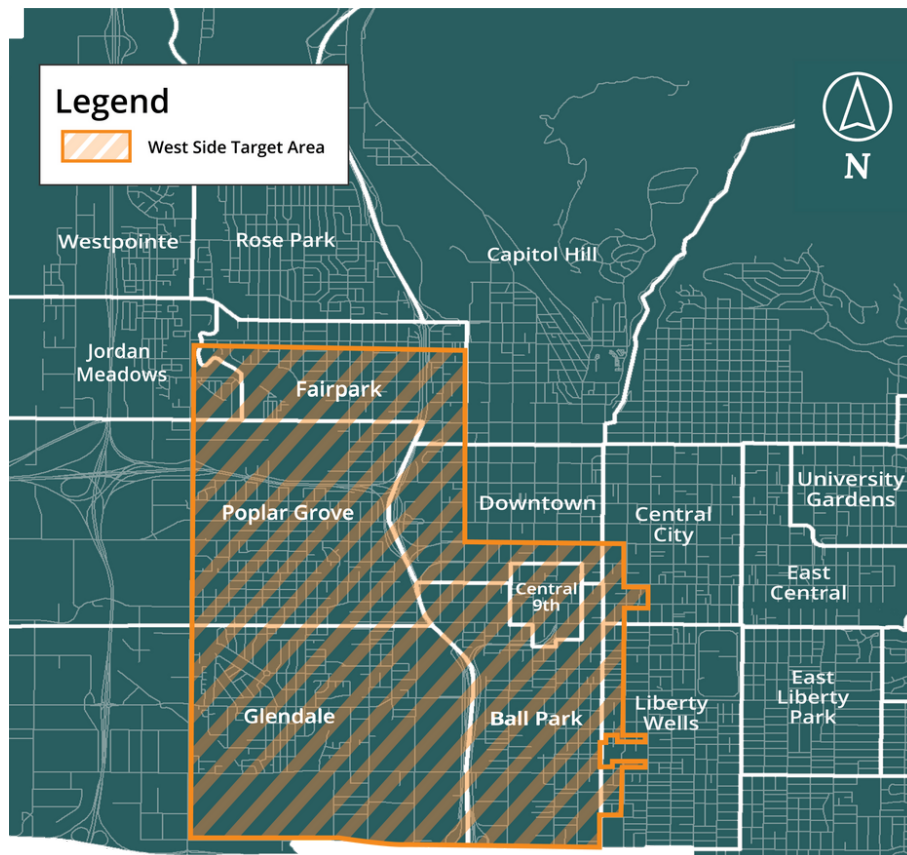 Legend
West Side Target Area
N
Westpointe
Rose Park
Capitol Hill
Jordan
Meadows
Fairpark
Poplar Grove
Downtown
Central
City
University
Gardens
Central
9th
East
Central
Glendale
Ball Park
Liberty
Wells
East
Liberty
Park